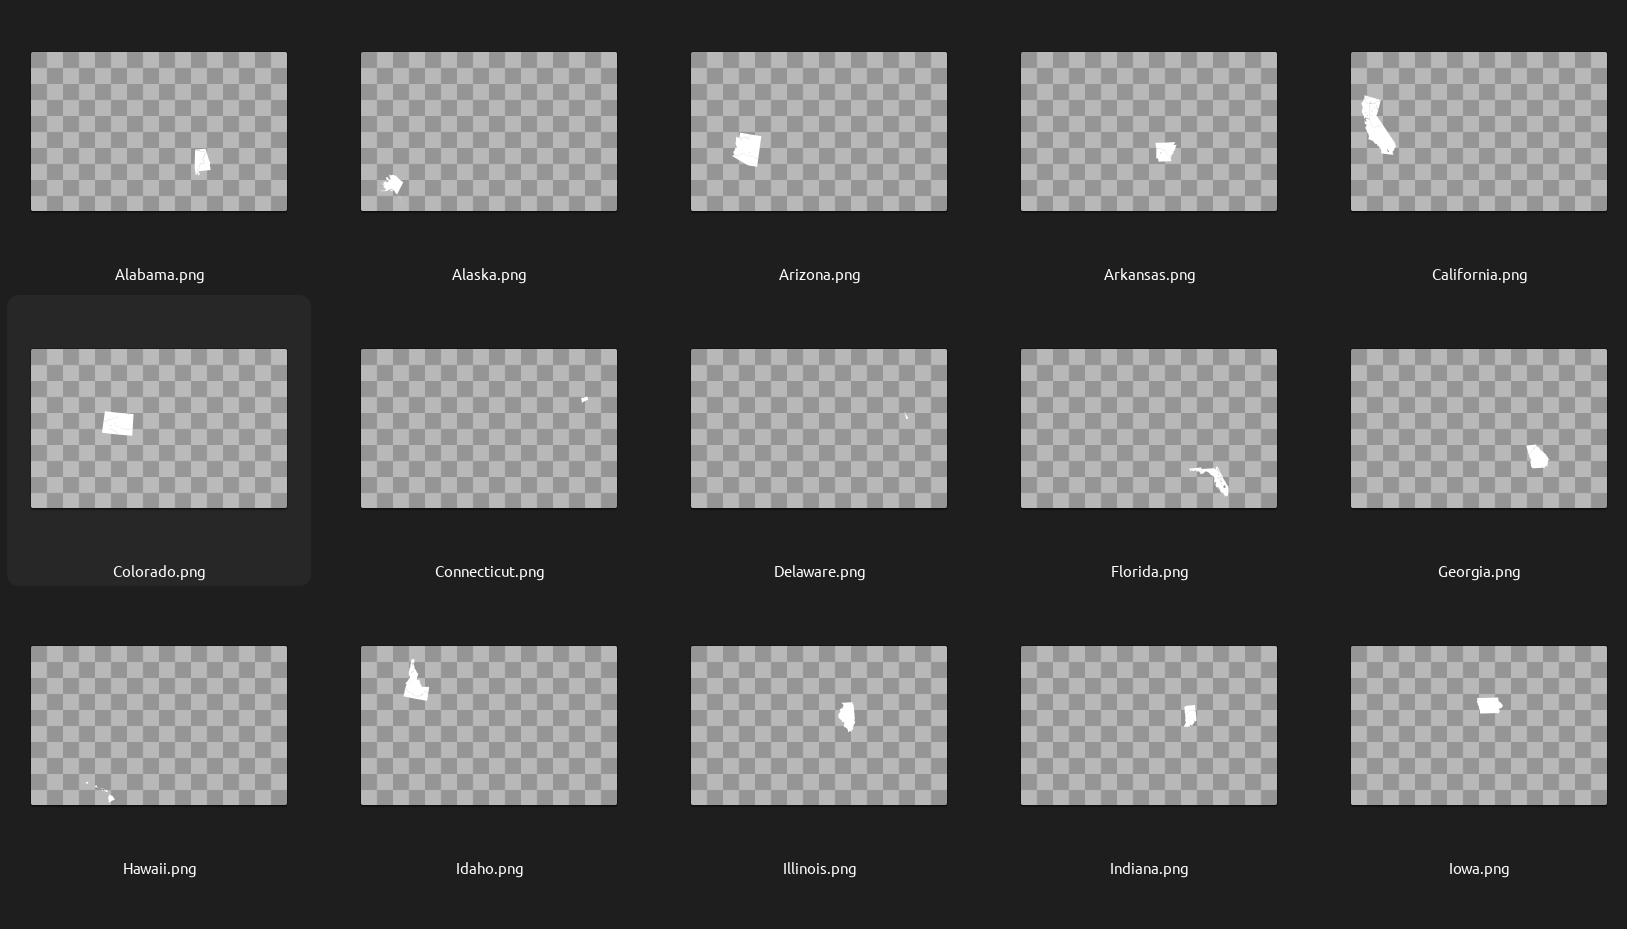 Alabama.png
Alaska.png
Arizona.png
Arkansas.png
California.png
Colorado.png
Connecticut.png
Delaware.png
Florida.png
Georgia.png
Hawaii.png
Idaho.png
Illinois.png
Indiana.png
Iowa.png